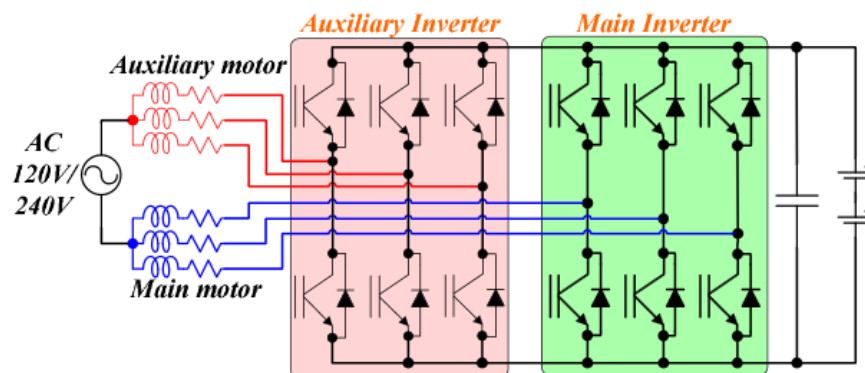 Auxiliary Inverter
Main Inverter
Auxiliary motor
AC
120V/
240V
Main motor